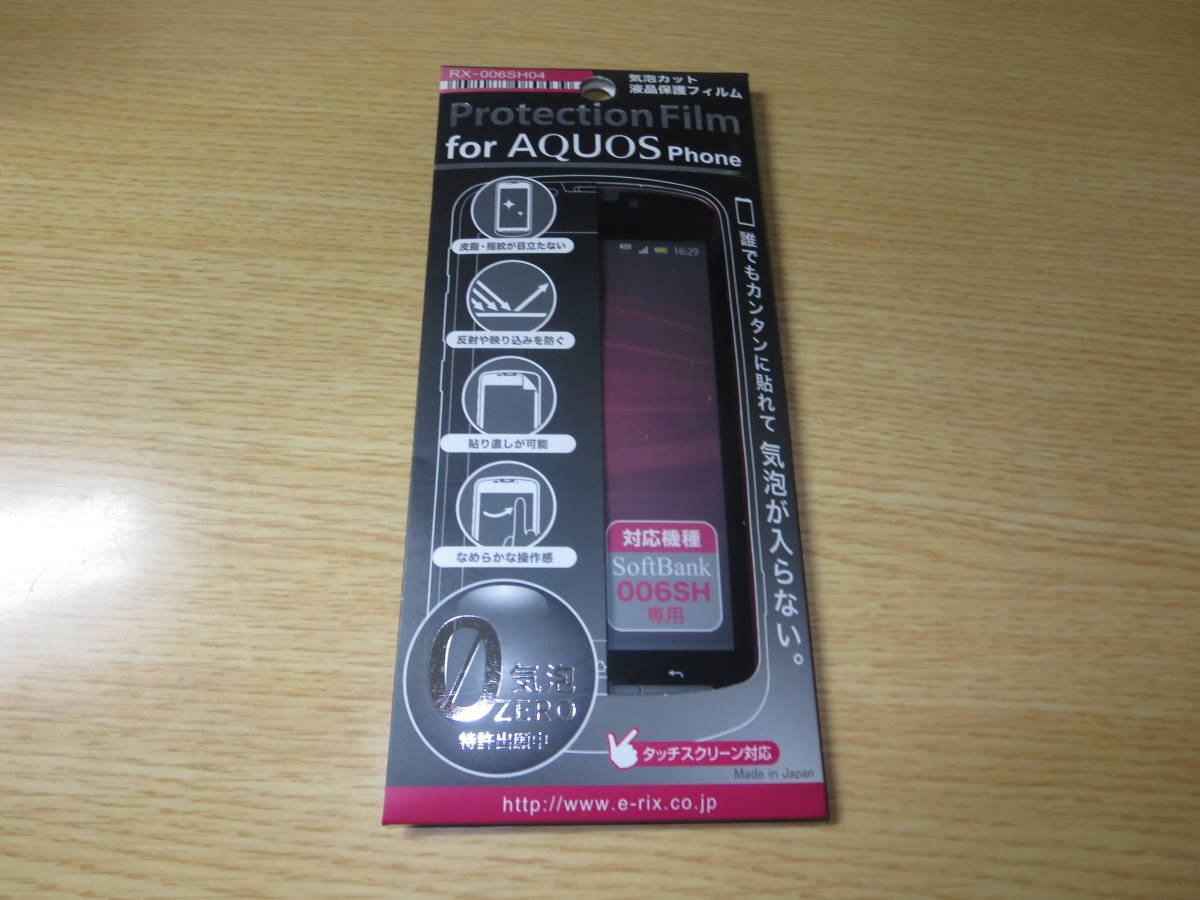 RX-006SH04
気泡カット
液晶保護フィルム
Protection Film
for AQUOS Phone
皮脂・指紋が目立たない
反射や映り込みを防ぐ
貼り直しが可能
なめらかな操作感
16:29
誰でもカンタンに貼れて 気泡が入らない。
対応機種
SoftBank
006SH
専用
0気泡
ZERO
特許出願中
タッチスクリーン対応
Made in Japan
http://www.e-rix.co.jp